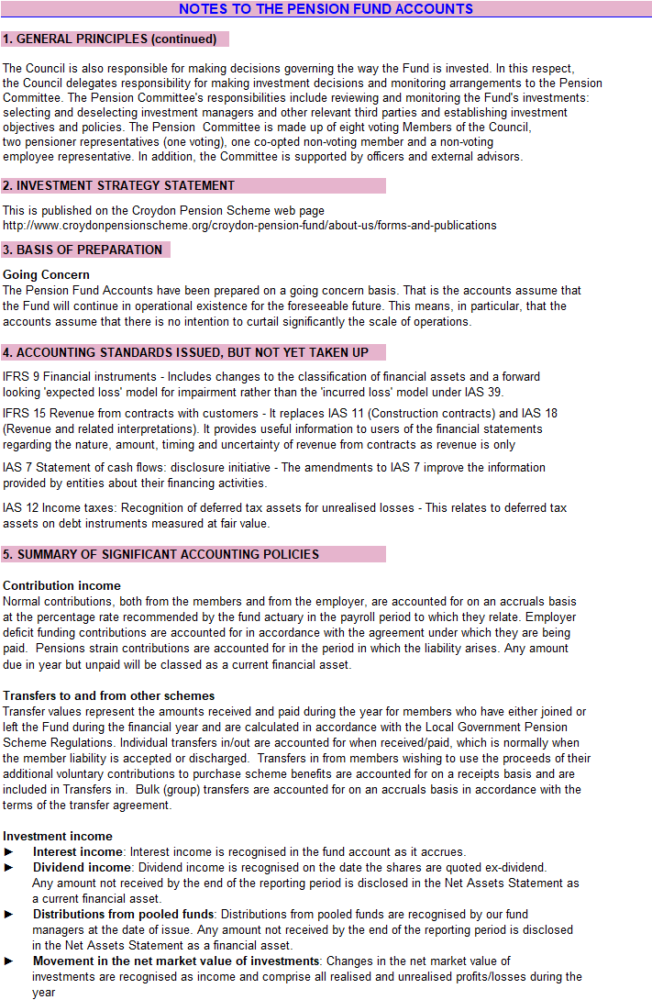 NOTES TO THE PENSION FUND ACCOUNTS
1. GENERAL PRINCIPLES (continued)
The Council is also responsible for making decisions governing the way the Fund is invested. In this respect,
the Council delegates responsibility for making investment decisions and monitoring arrangements to the Pension
Committee. The Pension Committee's responsibilities include reviewing and monitoring the Fund's investments:
selecting and deselecting investment managers and other relevant third parties and establishing investment
objectives and policies. The Pension  Committee is made up of eight voting Members of the Council,
two pensioner representatives (one voting), one co-opted non-voting member and a non-voting
employee representative. In addition, the Committee is supported by officers and external advisors.
2. INVESTMENT STRATEGY STATEMENT
This is published on the Croydon Pension Scheme web page
http://www.croydonpensionscheme.org/croydon-pension-fund/about-us/forms-and-publications
3. BASIS OF PREPARATION
Going Concern
The Pension Fund Accounts have been prepared on a going concern basis. That is the accounts assume that
the Fund will continue in operational existence for the foreseeable future. This means, in particular, that the
accounts assume that there is no intention to curtail significantly the scale of operations.
4. ACCOUNTING STANDARDS ISSUED, BUT NOT YET TAKEN UP
IFRS 9 Financial instruments - Includes changes to the classification of financial assets and a forward
looking 'expected loss' model for impairment rather than the 'incurred loss' model under IAS 39.
IFRS 15 Revenue from contracts with customers - It replaces IAS 11 (Construction contracts) and IAS 18
(Revenue and related interpretations). It provides useful information to users of the financial statements
regarding the nature, amount, timing and uncertainty of revenue from contracts as revenue is only
IAS 7 Statement of cash flows: disclosure initiative - The amendments to IAS 7 improve the information
provided by entities about their financing activities.
IAS 12 Income taxes: Recognition of deferred tax assets for unrealised losses - This relates to deferred tax
assets on debt instruments measured at fair value.
5. SUMMARY OF SIGNIFICANT ACCOUNTING POLICIES
Contribution income
Normal contributions, both from the members and from the employer, are accounted for on an accruals basis
at the percentage rate recommended by the fund actuary in the payroll period to which they relate. Employer
deficit funding contributions are accounted for in accordance with the agreement under which they are being
paid.  Pensions strain contributions are accounted for in the period in which the liability arises. Any amount
due in year but unpaid will be classed as a current financial asset.
Transfers to and from other schemes
Transfer values represent the amounts received and paid during the year for members who have either joined or
left the Fund during the financial year and are calculated in accordance with the Local Government Pension
Scheme Regulations. Individual transfers in/out are accounted for when received/paid, which is normally when
the member liability is accepted or discharged.  Transfers in from members wishing to use the proceeds of their
additional voluntary contributions to purchase scheme benefits are accounted for on a receipts basis and are
included in Transfers in.  Bulk (group) transfers are accounted for on an accruals basis in accordance with the
terms of the transfer agreement.
Investment income
► Interest income: Interest income is recognised in the fund account as it accrues.
► Dividend income: Dividend income is recognised on the date the shares are quoted ex-dividend.
Any amount not received by the end of the reporting period is disclosed in the Net Assets Statement as
a current financial asset.
► Distributions from pooled funds: Distributions from pooled funds are recognised by our fund
managers at the date of issue. Any amount not received by the end of the reporting period is disclosed
in the Net Assets Statement as a financial asset.
► Movement in the net market value of investments: Changes in the net market value of
investments are recognised as income and comprise all realised and unrealised profits/losses during the
year